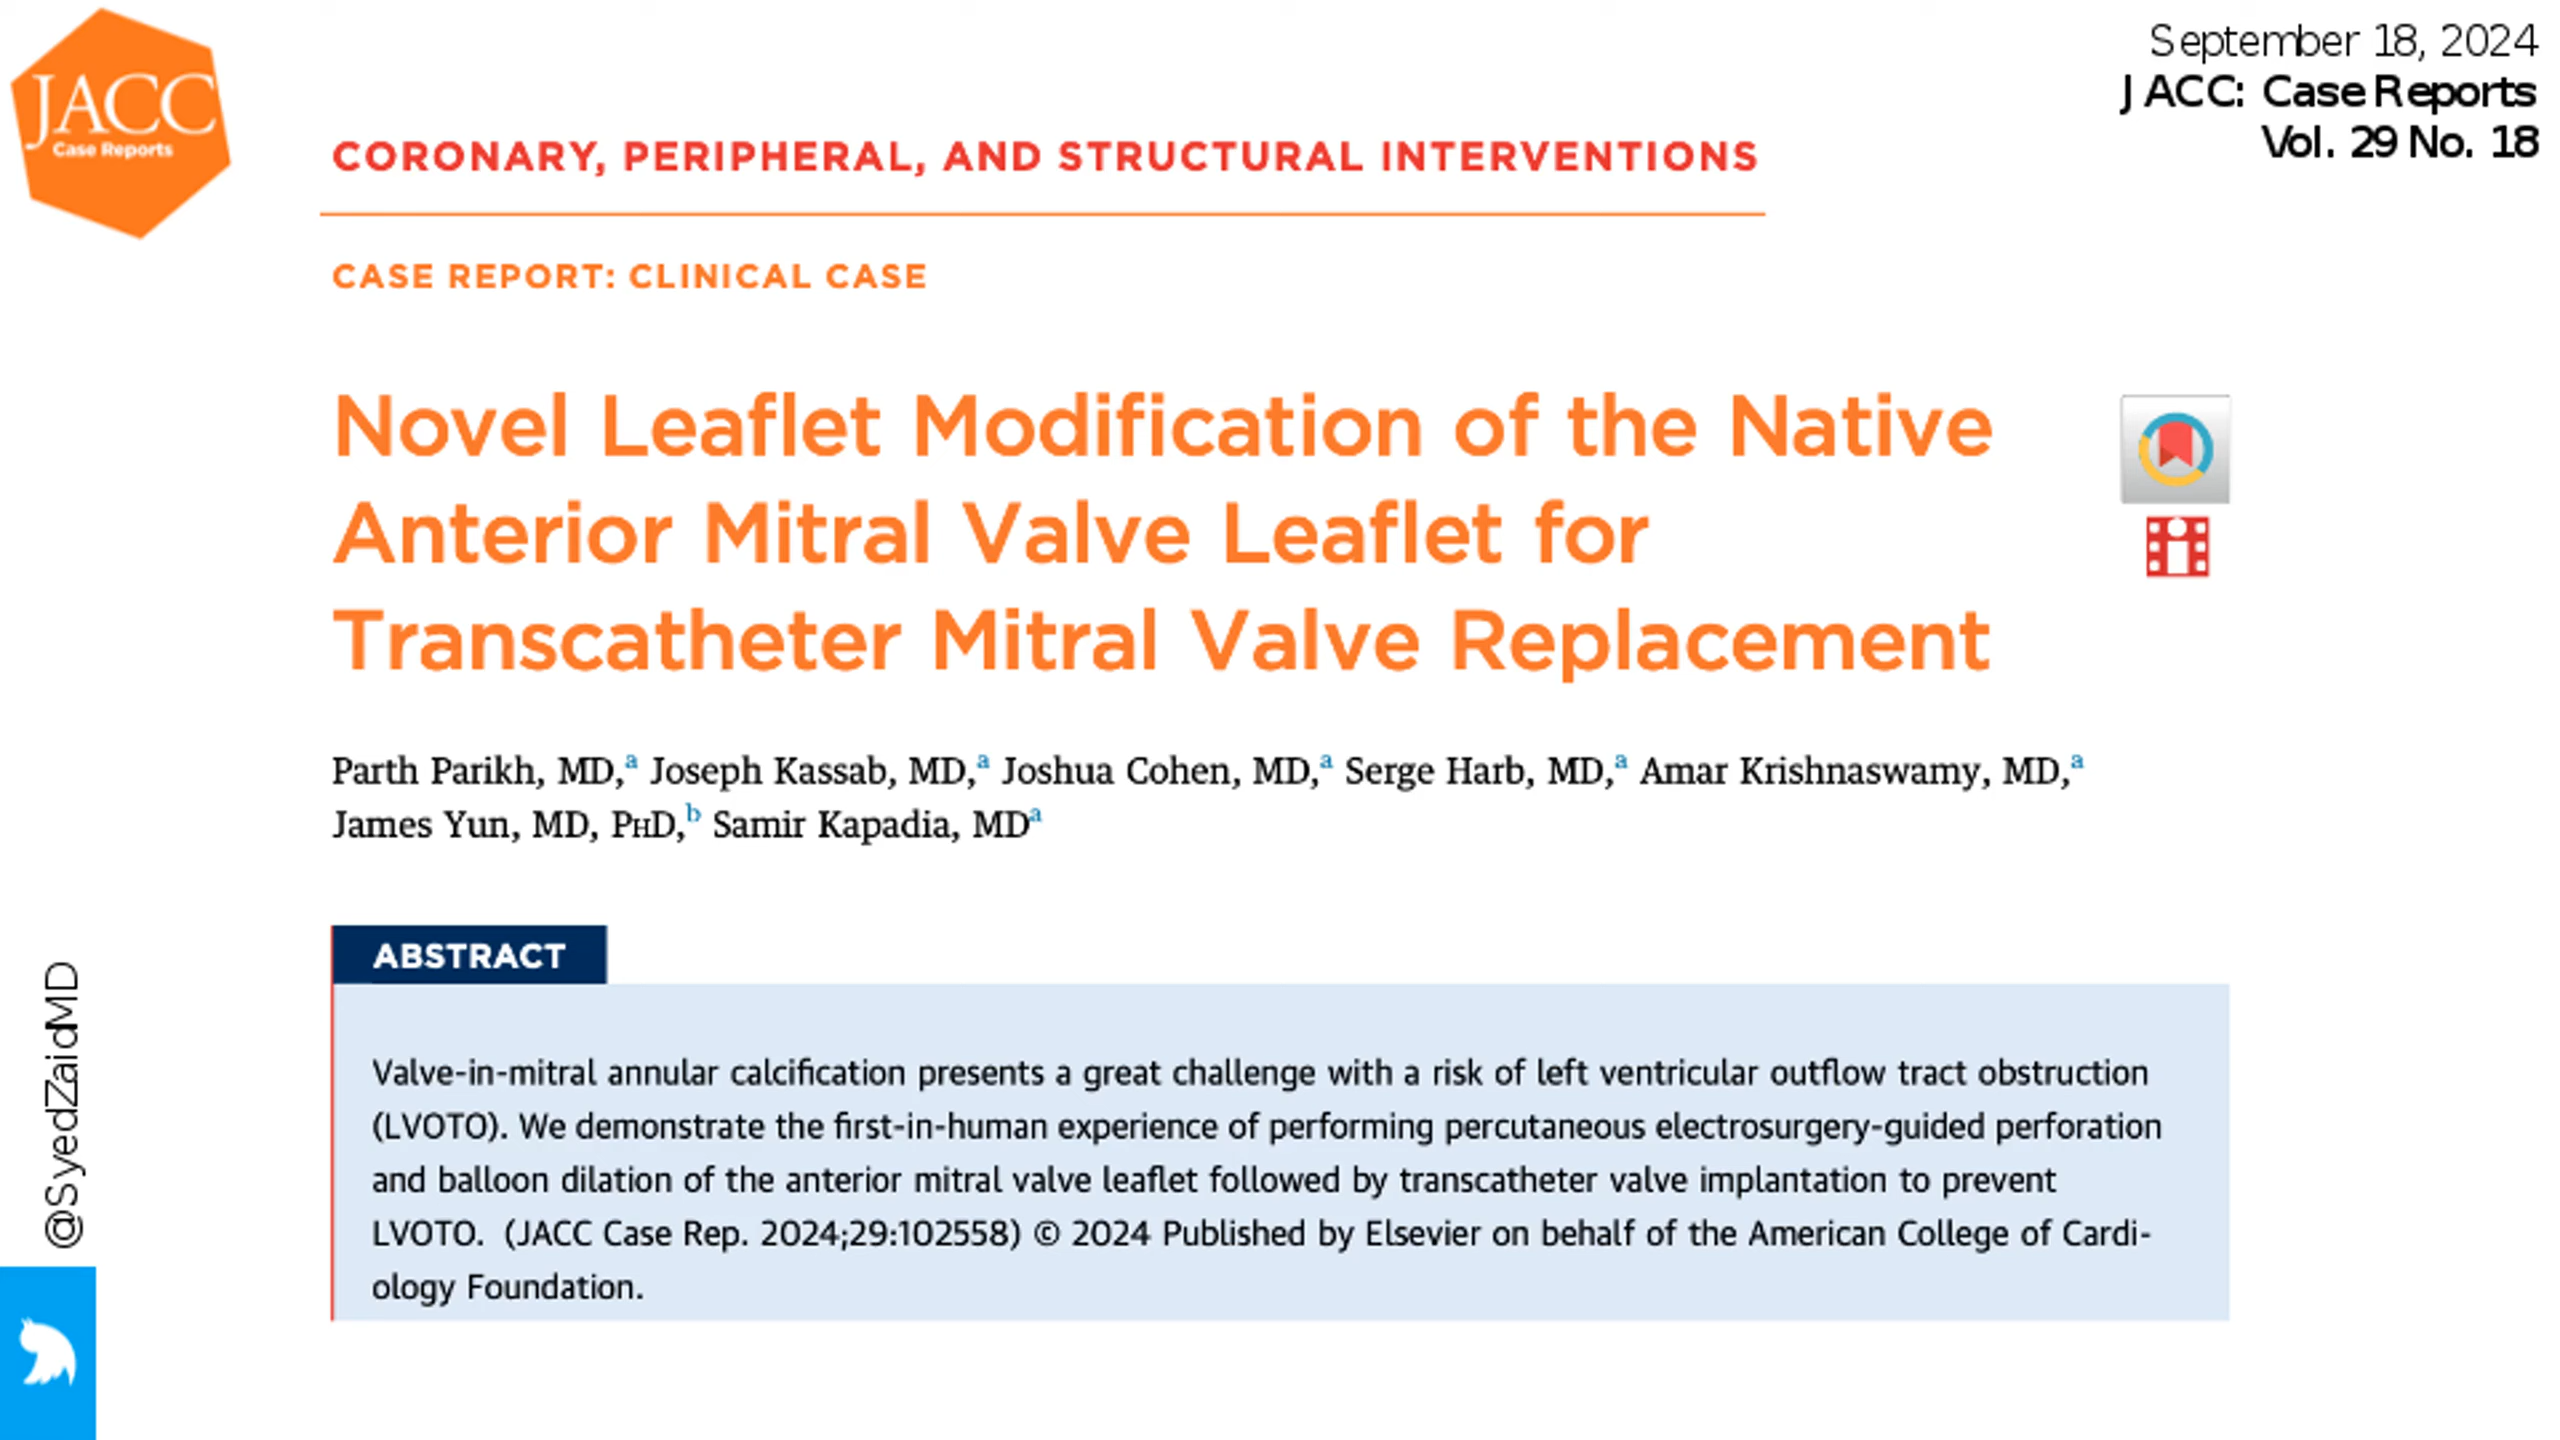 JACC
Case Reports
September 18, 2024
JACC: Case Reports
Vol. 29 No. 18
CORONARY, PERIPHERAL, AND STRUCTURAL INTERVENTIONS
CASE REPORT: CLINICAL CASE
Novel Leaflet Modification of the Native
Anterior Mitral Valve Leaflet for
Transcatheter Mitral Valve Replacement
Parth Parikh, MD,a Joseph Kassab, MD,a Joshua Cohen, MD,a Serge Harb, MD,a Amar Krishnaswamy, MD,a
James Yun, MD, PHD,b Samir Kapadia, MDa
ABSTRACT
Valve-in-mitral annular calcification presents a great challenge with a risk of left ventricular outflow tract obstruction
(LVOTO). We demonstrate the first-in-human experience of performing percutaneous electrosurgery-guided perforation
and balloon dilation of the anterior mitral valve leaflet followed by transcatheter valve implantation to prevent
LVOTO. (JACC Case Rep. 2024;29:102558) © 2024 Published by Elsevier on behalf of the American College of Cardi-
ology Foundation.
@SyedZaidMD